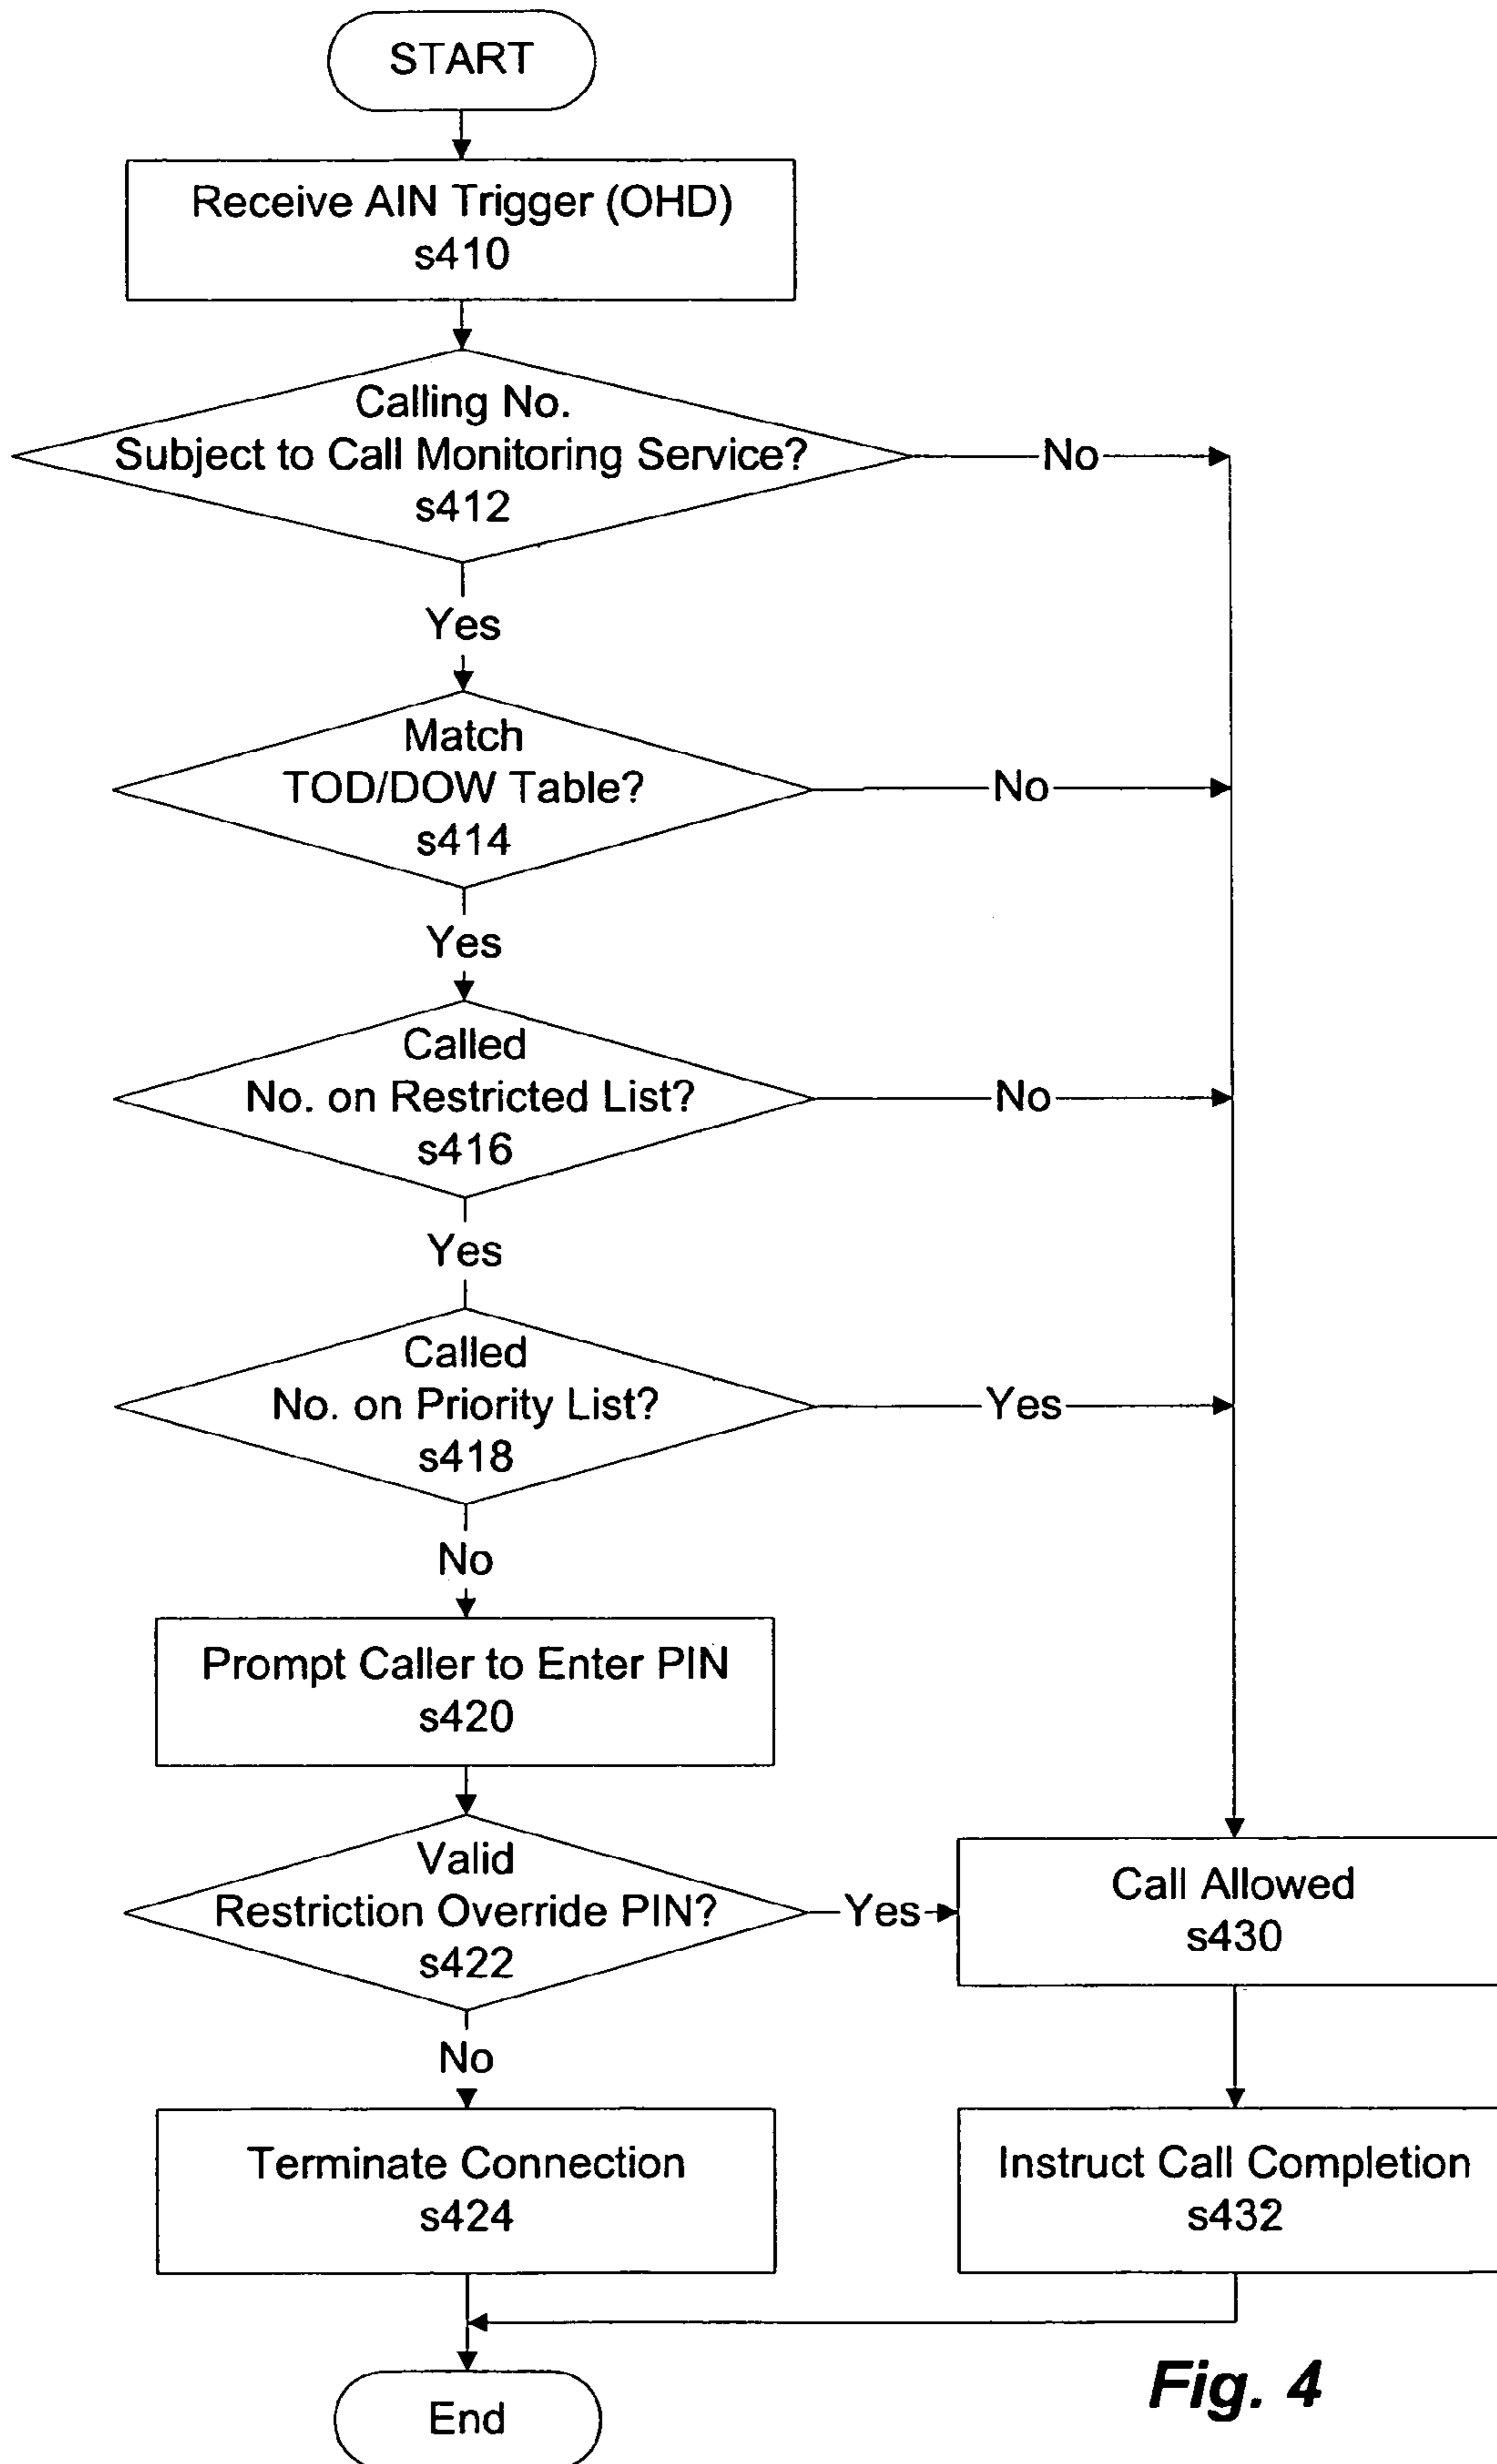 START
Receive AIN Trigger (OHD)
s410
Calling No.
Subject to Call Monitoring Service?
s412
No
Yes
Match
TOD/DOW Table?
s414
No
Yes
Called
No. on Restricted List?
s416
No
Yes
Called
No. on Priority List?
s418
Yes
No
Prompt Caller to Enter PIN
s420
Valid
Restriction Override PIN?
s422
Yes
Call Allowed
s430
No
Terminate Connection
s424
Instruct Call Completion
s432
End
Fig. 4